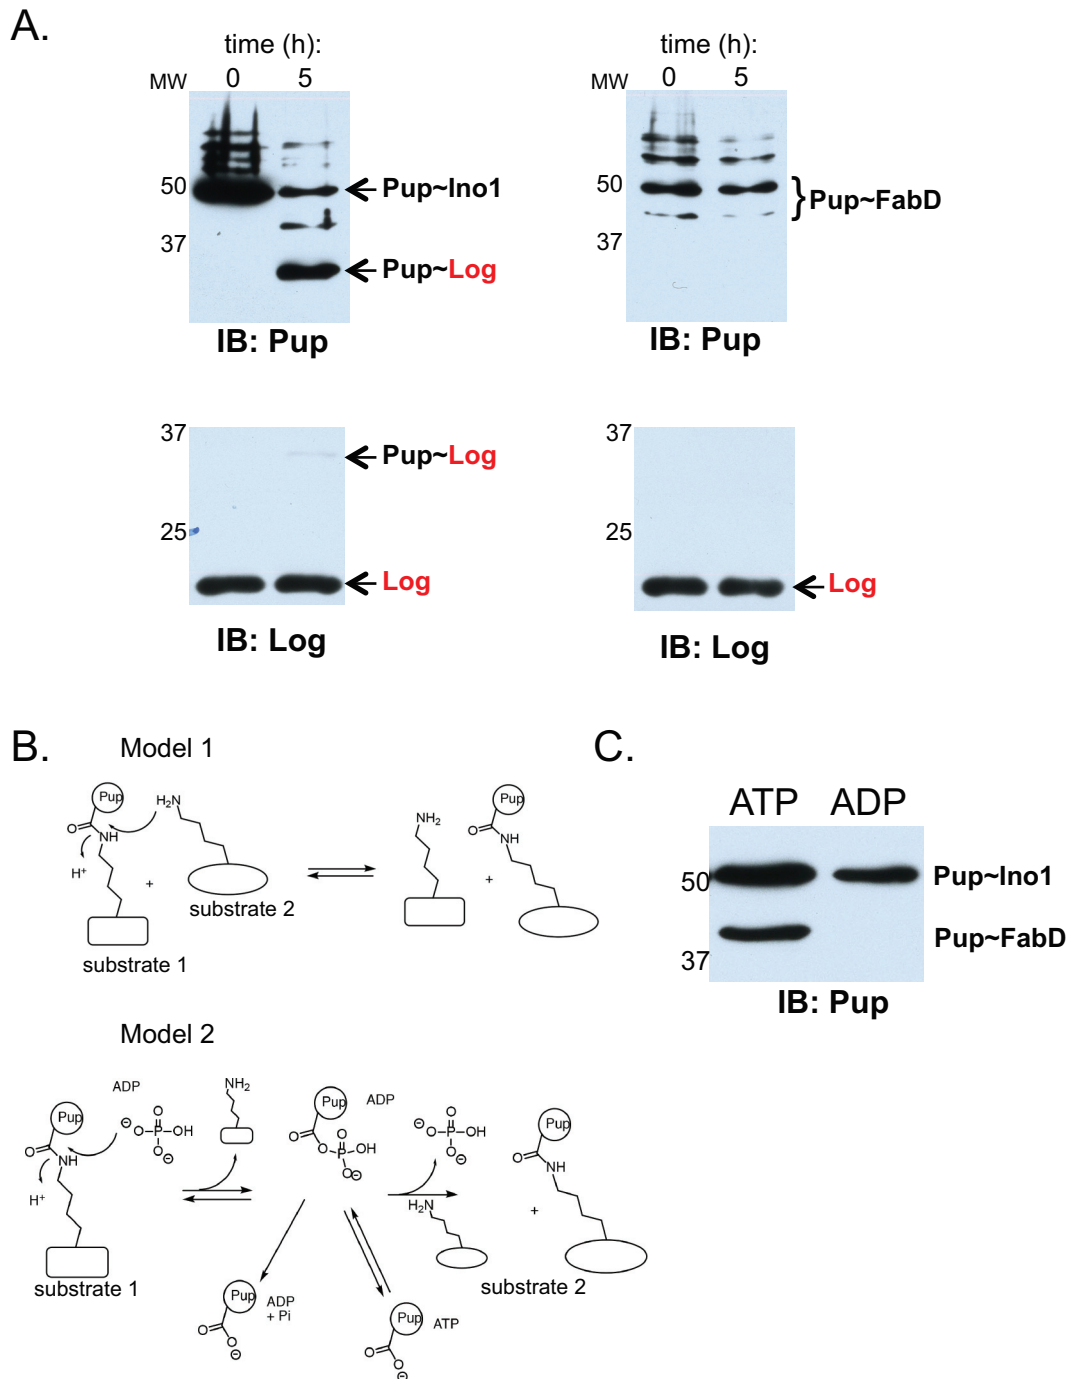 A.
time (h):
MW 0 5
50
37
Pup~Ino1
Pup~Log
IB: Pup
time (h):
MW 0 5
50
37
Pup~FabD
IB: Pup
37
25
Pup~Log
Log
IB: Log
37
25
Log
IB: Log
B.
Model 1
Pup
O
NH
H+
H2N
+
substrate 1
substrate 2
NH2
+
Pup
O
NH
Model 2
Pup
O
NH
H+
substrate 1
ADP
O
⊖
O-P-OH
O⊖
NH2
Pup
ADP
O
O
O
P-OH
O⊖
Pup
O
O
⊖
ADP
+ Pi
Pup
O
O
⊖
ATP
⊖
O
O-P-OH
O⊖
H2N
substrate 2
+
Pup
O
NH
C.
ATP ADP
50
37
Pup~Ino1
Pup~FabD
IB: Pup